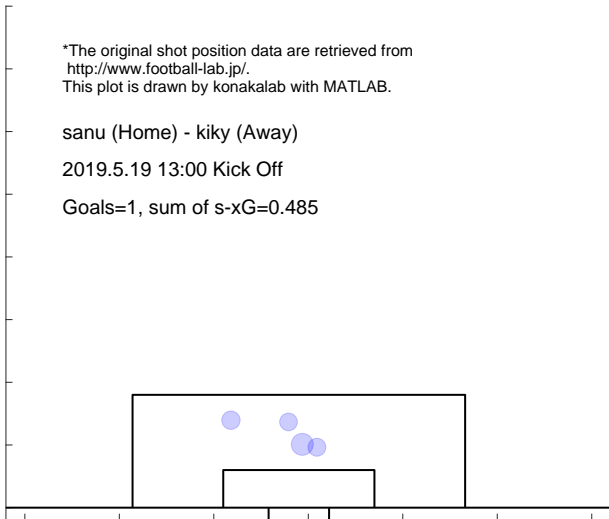 *The original shot position data are retrieved from
http://www.football-lab.jp/.
This plot is drawn by konakalab with MATLAB.
sanu (Home) - kiky (Away)
2019.5.19 13:00 Kick Off
Goals=1, sum of s-xG=0.485